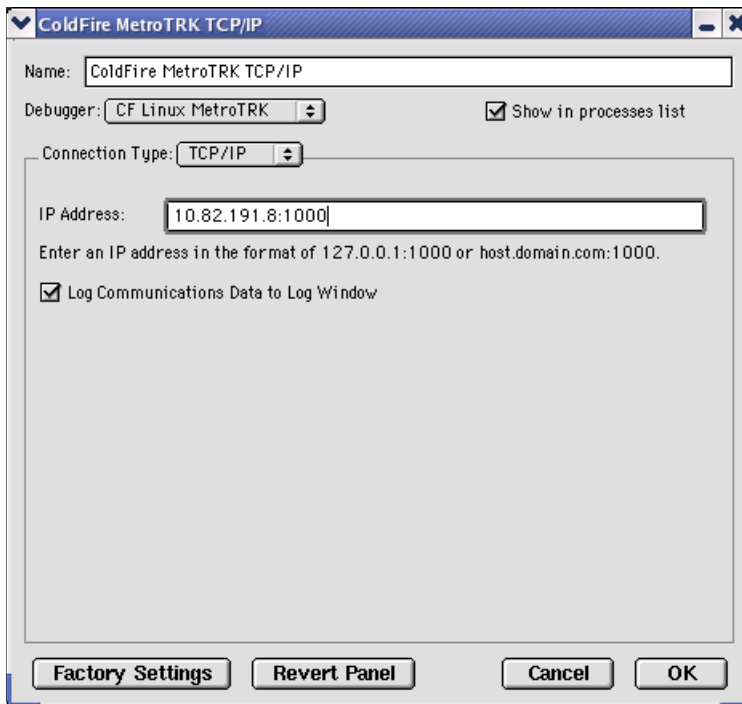 ColdFire MetroTRK TCP/IP
Name: ColdFire MetroTRK TCP/IP
Debugger: CF Linux MetroTRK Show in processes list
Connection Type: TCP/IP
IP Address: 10.82.191.8:1000
Enter an IP address in the format of 127.0.0.1:1000 or host.domain.com:1000.
Log Communications Data to Log Window
Factory Settings Revert Panel Cancel OK